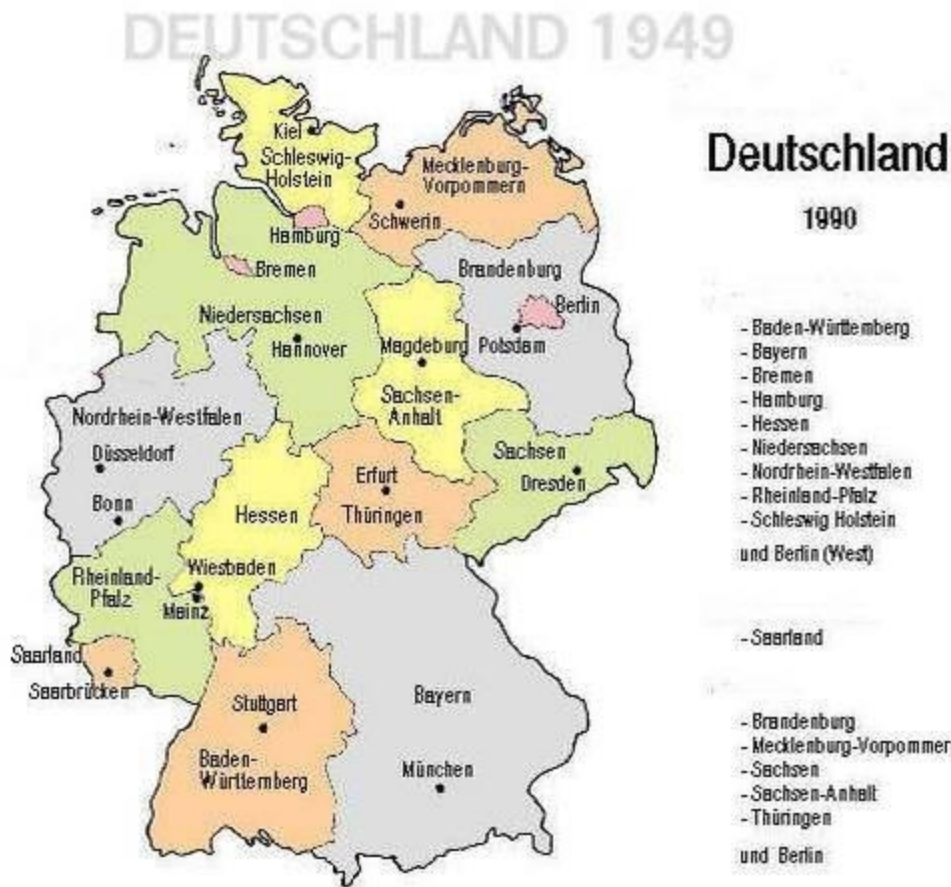 DEUTSCHLAND 1949
Deutschland
1990
Kiel
Schleswig-
Holstein
Mecklenburg-
Vorpommern
Schwerin
Hamburg
Bremen
Brandenburg
Berlin
Potsdam
Niedersachsen
Hannover
Magdeburg
Sachsen-
Anhalt
Nordrhein-Westfalen
Düsseldorf
Bonn
Sachsen
Dresden
Erfurt
Thüringen
Hessen
Wiesbaden
Rheinland-
Pfalz
Mainz
Saarland
Saarbrücken
Stuttgart
Baden-
Württemberg
Bayern
München
- Baden-Württemberg
- Bayern
- Bremen
- Hamburg
- Hessen
- Niedersachsen
- Nordrhein-Westfalen
- Rheinland-Pfalz
- Schleswig Holstein
und Berlin (West)
- Saarland
- Brandenburg
- Mecklenburg-Vorpommer
- Sachsen
- Sachsen-Anhalt
- Thüringen
und Berlin